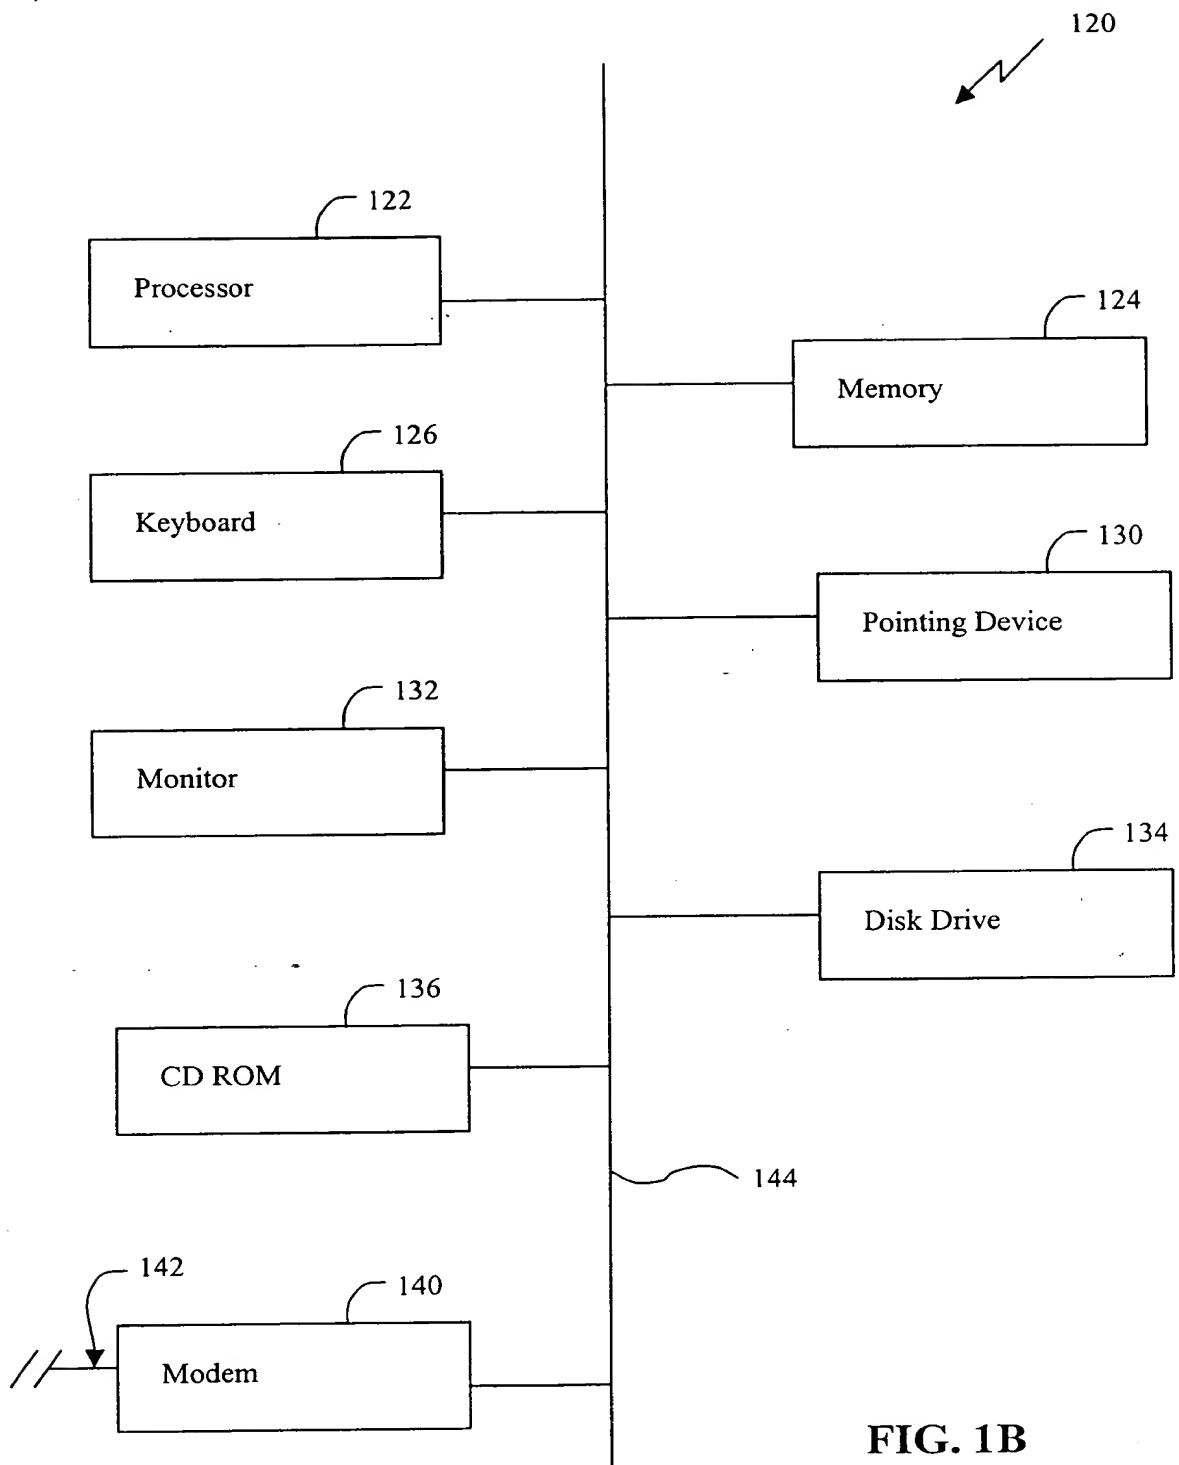 120
122
Processor
124
Memory
126
Keyboard
130
Pointing Device
132
Monitor
134
Disk Drive
136
CD ROM
144
142
140
Modem
FIG. 1B